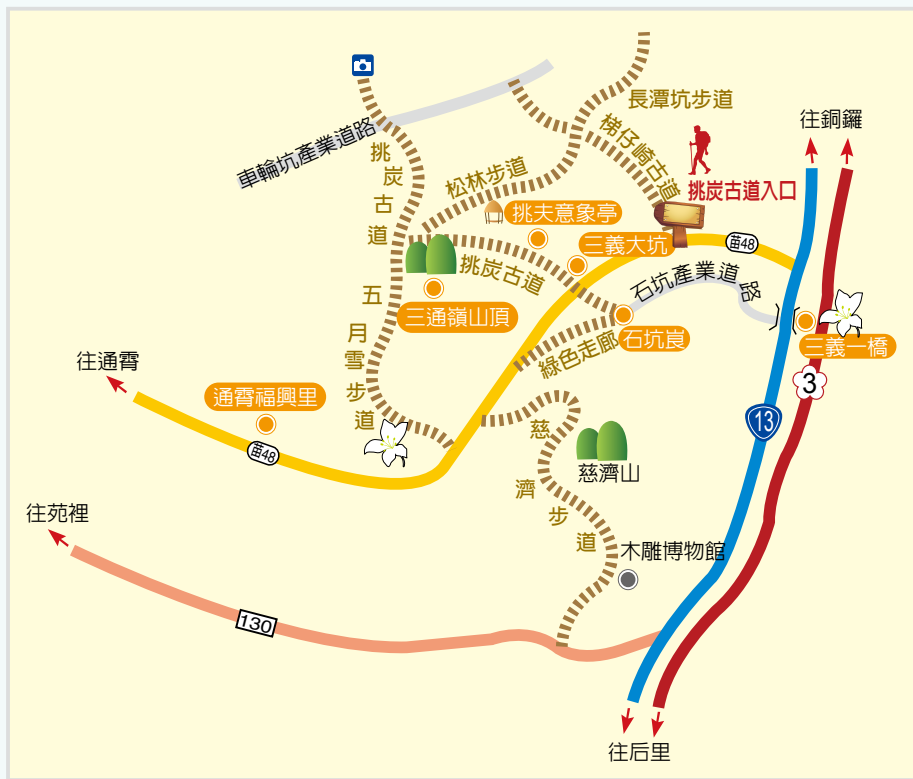 長潭坑步道
往銅鑼
車輪坑產業道路
挑炭古道
梯仔崎古道
松林步道
挑炭古道入口
挑夫意象亭
苗48
三義大坑
挑炭古道
石坑產業道路
三通嶺山頂
五月雪步道
石坑崀
三義一橋
綠色走廊
往通霄
通霄福興里
3
13
苗48
慈濟步道
慈濟山
往苑裡
木雕博物館
130
往后里